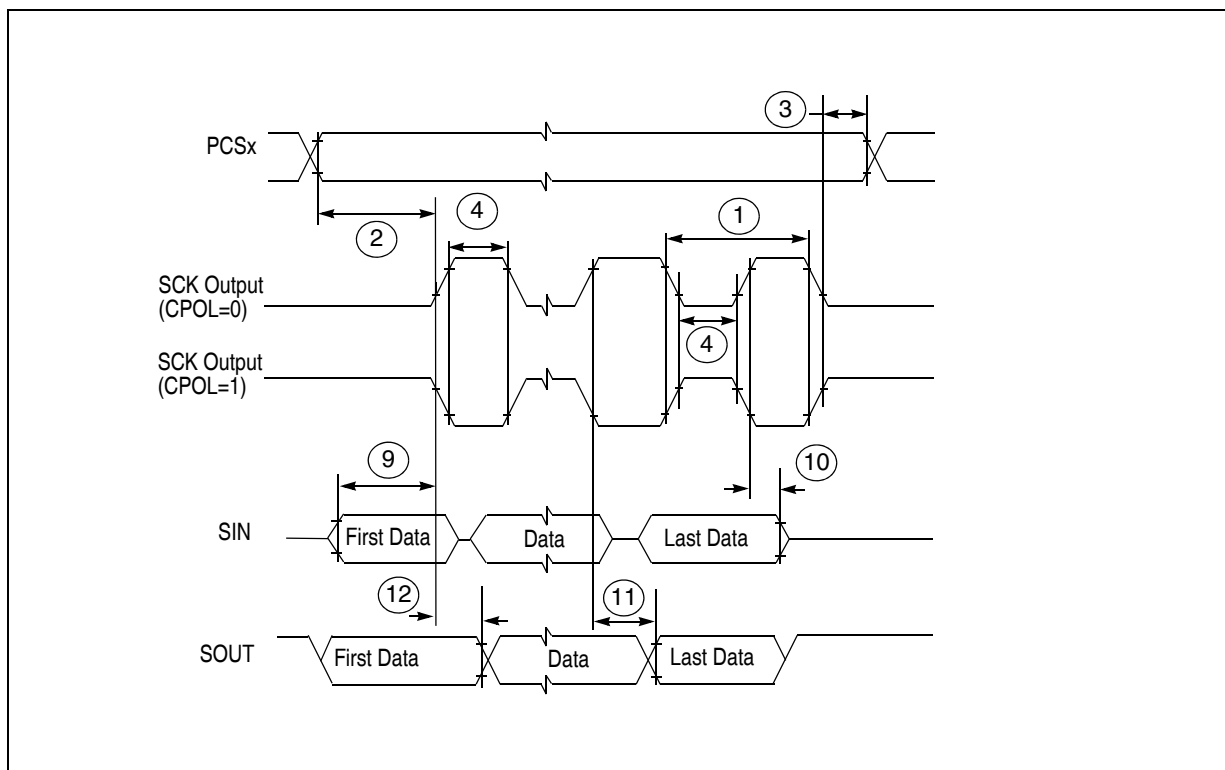 3
PCSx
2
4
1
SCK Output
(CPOL=0)
4
SCK Output
(CPOL=1)
9
10
SIN
First Data
Data
Last Data
12
11
SOUT
First Data
Data
Last Data